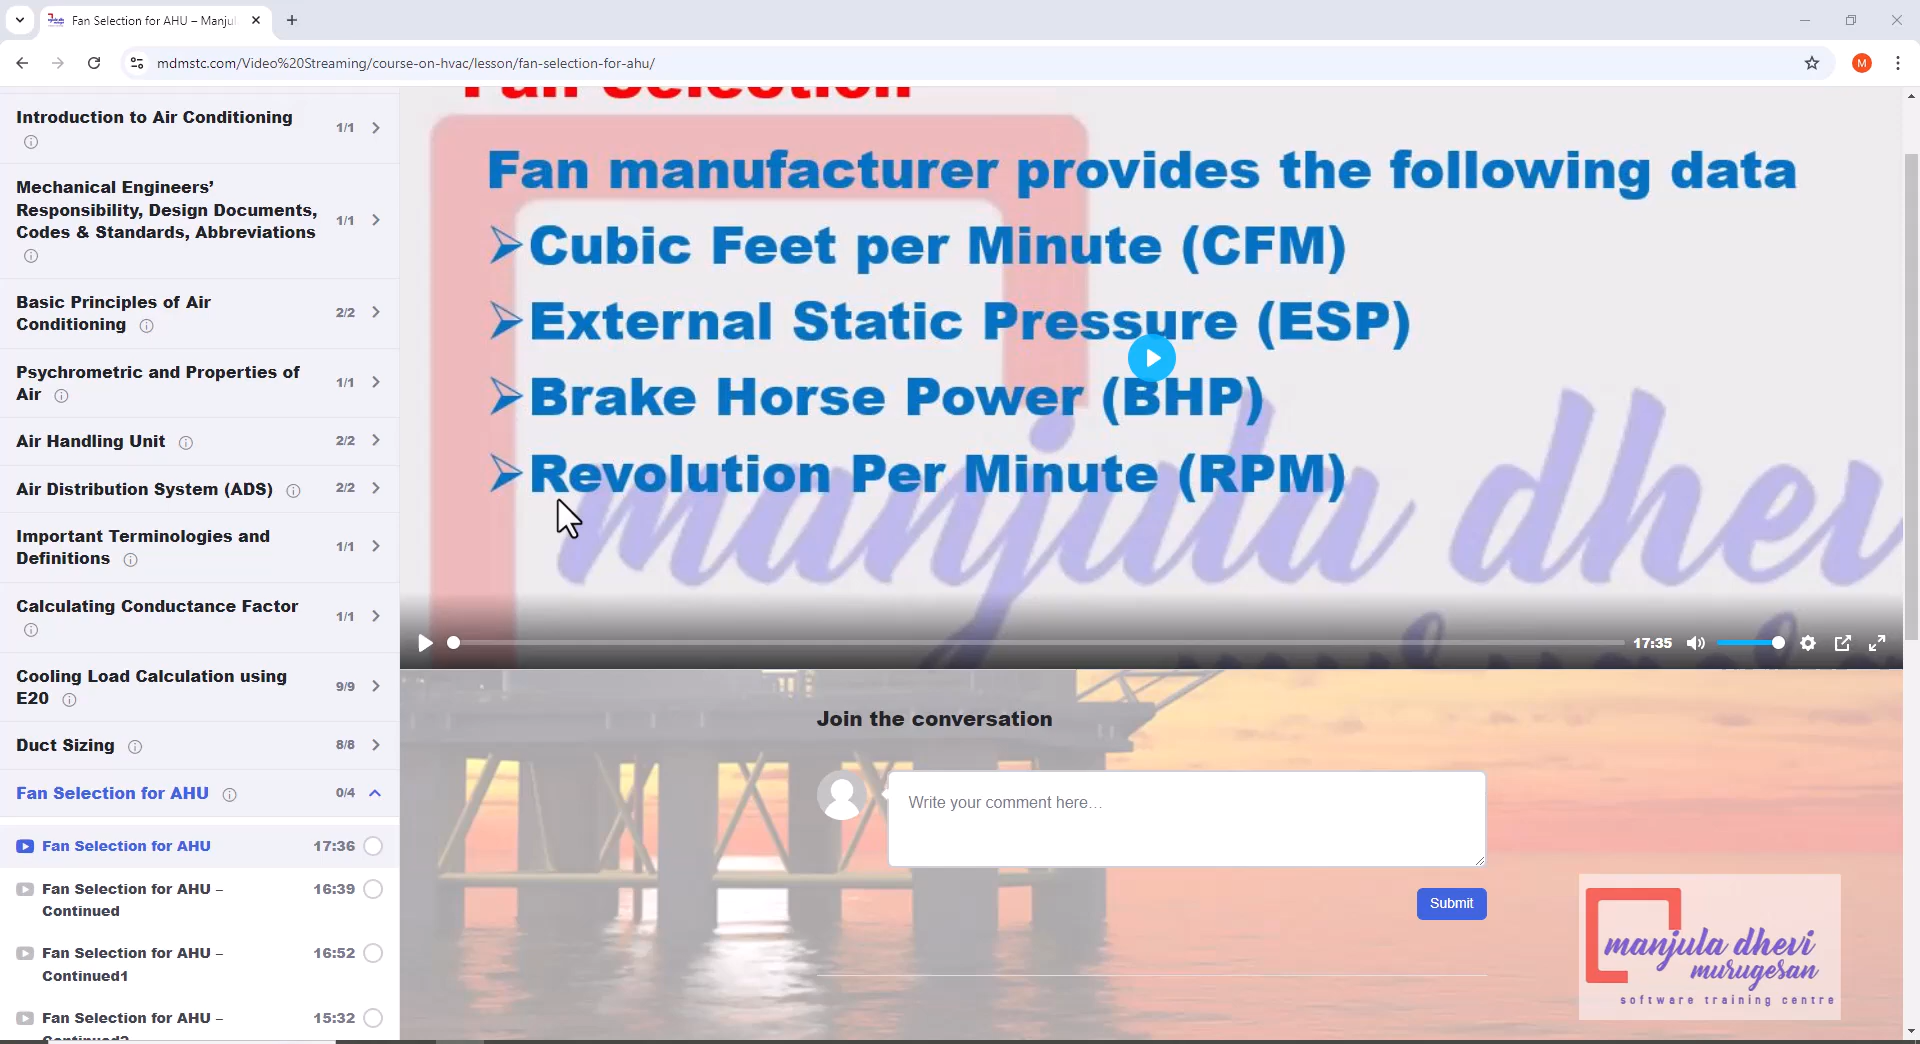 Fan Selection for AHU – Manjul
mdmstc.com/Video%20Streaming/course-on-hvac/lesson/fan-selection-for-ahu/
M
Introduction to Air Conditioning
1/1
Mechanical Engineers’
Responsibility, Design Documents,
Codes & Standards, Abbreviations
1/1
Basic Principles of Air
Conditioning
2/2
Psychrometric and Properties of
Air
1/1
Air Handling Unit
2/2
Air Distribution System (ADS)
2/2
Important Terminologies and
Definitions
1/1
Calculating Conductance Factor
1/1
Cooling Load Calculation using
E20
9/9
Duct Sizing
8/8
Fan Selection for AHU
0/4
Fan Selection for AHU
17:36
Fan Selection for AHU –
Continued
16:39
Fan Selection for AHU –
Continued1
16:52
Fan Selection for AHU –
Continued2
15:32
Fan Selection
Fan manufacturer provides the following data
➢Cubic Feet per Minute (CFM)
➢External Static Pressure (ESP)
➢Brake Horse Power (BHP)
➢Revolution Per Minute (RPM)
manjula dhev
17:35
Join the conversation
Write your comment here…
Submit
manjula dhevi
murugesan
software training centre